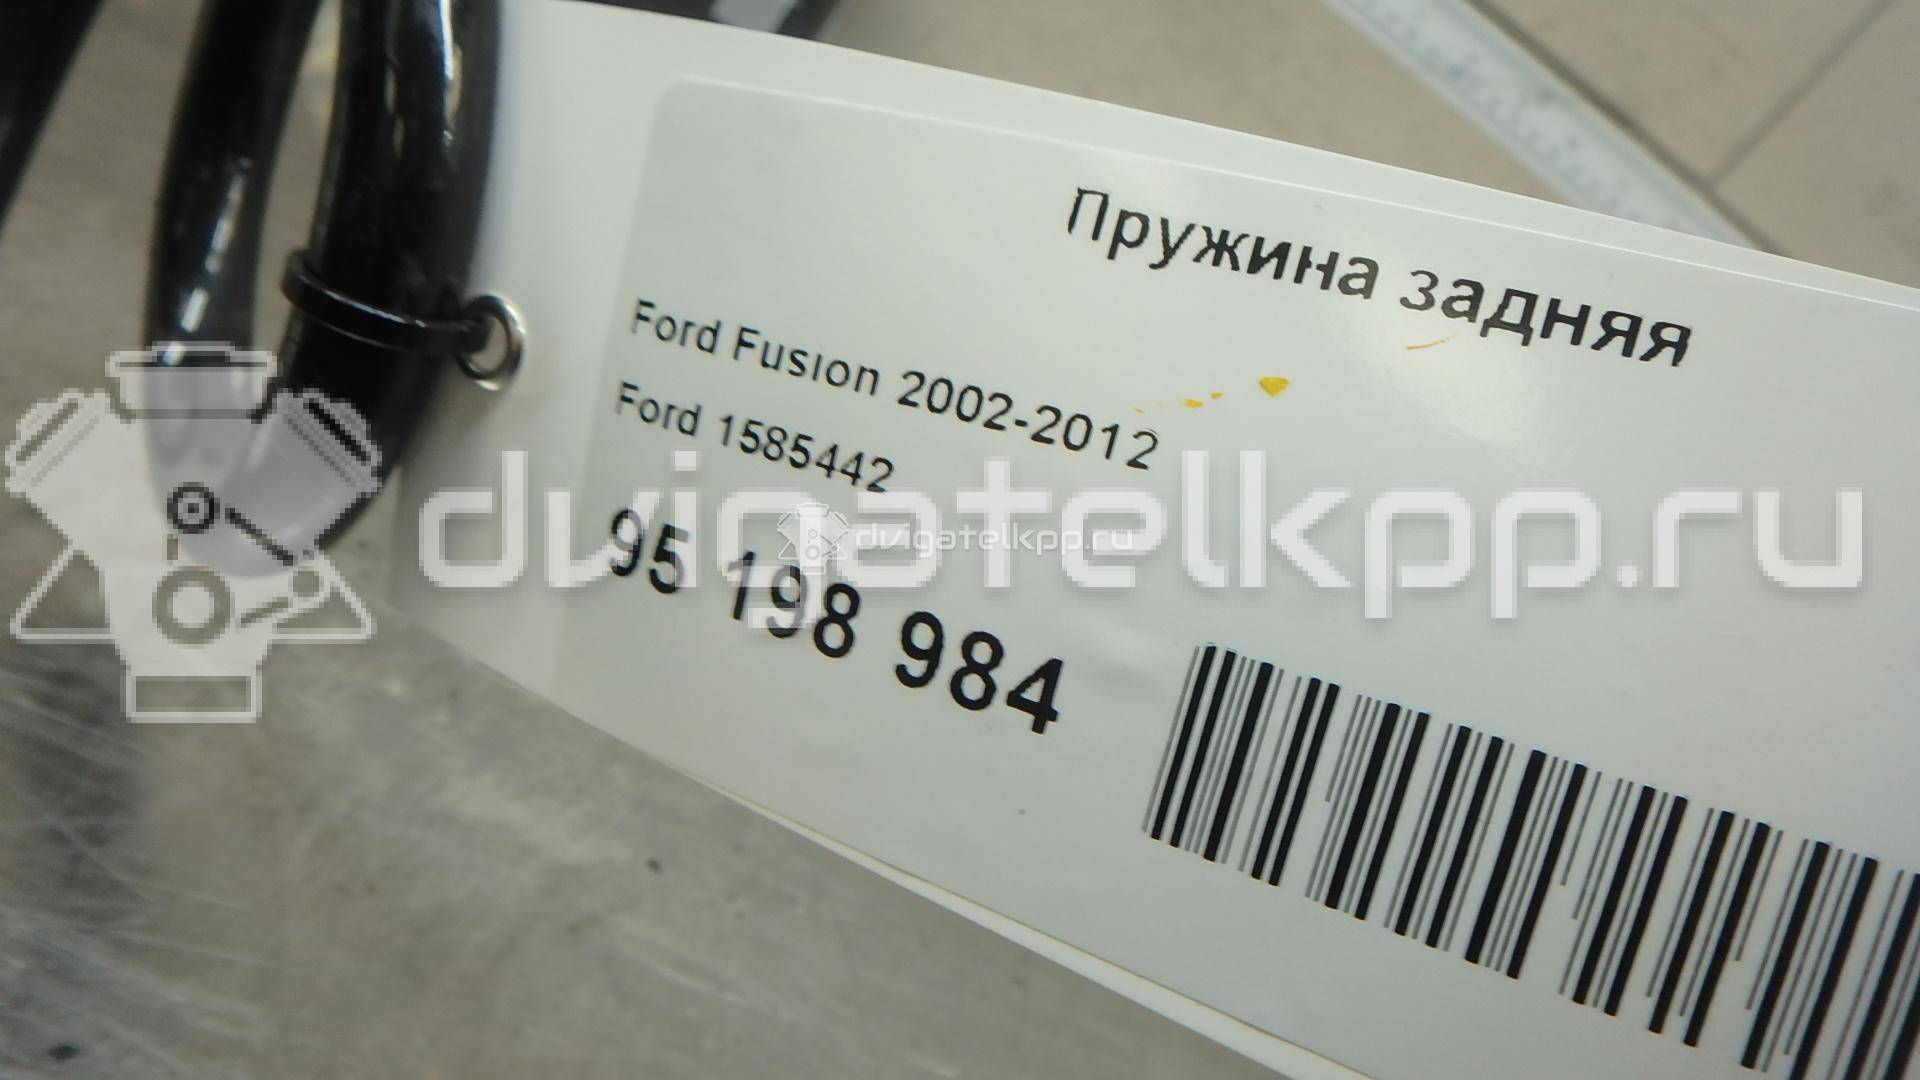 Пружина задняя
Ford Fusion 2002-2012
Ford 1585442
95 198 984
dvigatelkpp.ru
dvigatelkpp.ru